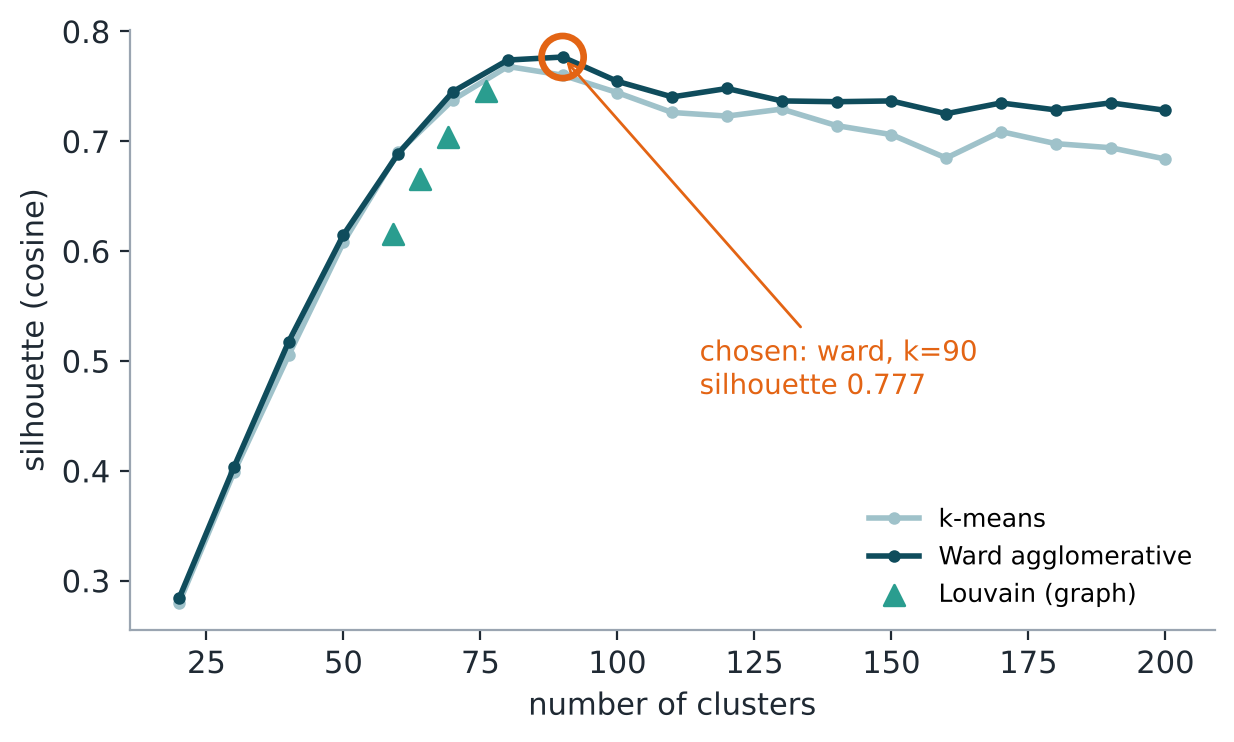 0.8
0.7
0.6
0.5
0.4
0.3
silhouette (cosine)
chosen: ward, k=90
silhouette 0.777
k-means
Ward agglomerative
Louvain (graph)
25 50 75 100 125 150 175 200
number of clusters